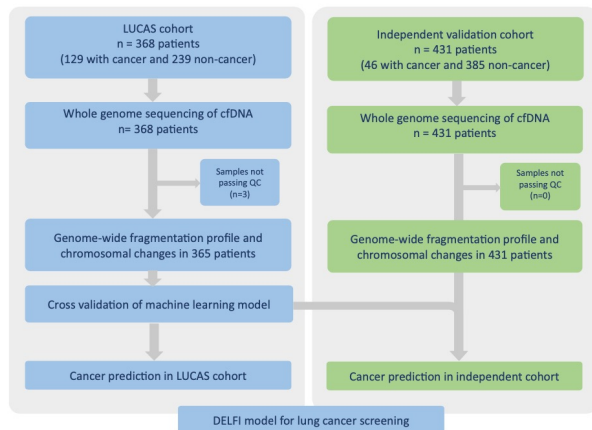 LUCAS cohort
n = 368 patients
(129 with cancer and 239 non-cancer)
Whole genome sequencing of cfDNA
n= 368 patients
Samples not
passing QC
(n=3)
Genome-wide fragmentation profile and
chromosomal changes in 365 patients
Cross validation of machine learning model
Cancer prediction in LUCAS cohort
Independent validation cohort
n = 431 patients
(46 with cancer and 385 non-cancer)
Whole genome sequencing of cfDNA
n = 431 patients
Samples not
passing QC
(n=0)
Genome-wide fragmentation profile and
chromosomal changes in 431 patients
Cancer prediction in independent cohort
DELFI model for lung cancer screening